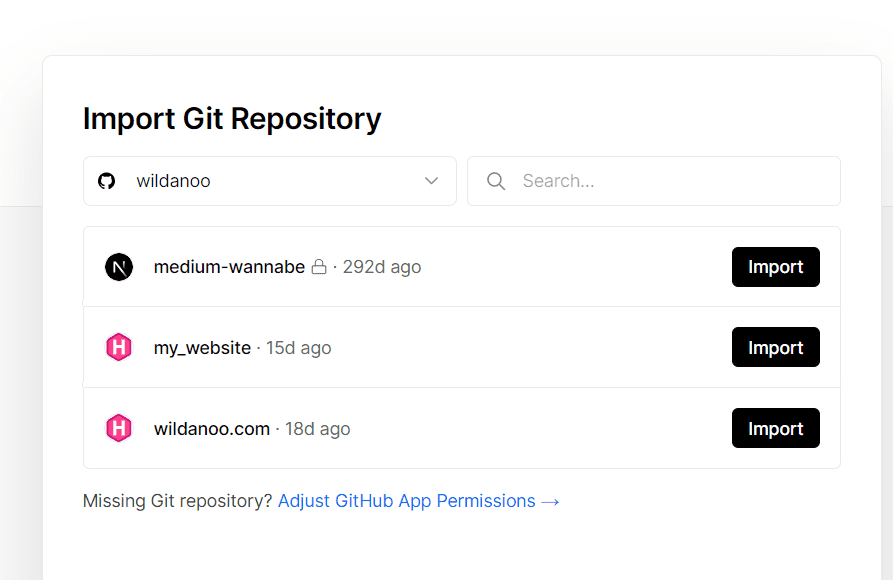 Import Git Repository
wildanoo
Search...
N medium-wannabe · 292d ago
Import
H my_website · 15d ago
Import
H wildanoo.com · 18d ago
Import
Missing Git repository? Adjust GitHub App Permissions →